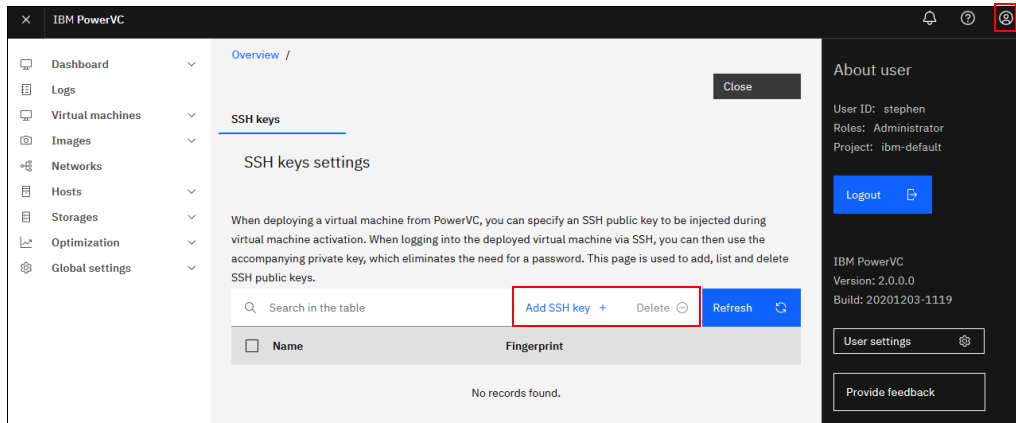 IBM PowerVC
Dashboard
Logs
Virtual machines
Images
Networks
Hosts
Storages
Optimization
Global settings
Overview /
Close
SSH keys
SSH keys settings
When deploying a virtual machine from PowerVC, you can specify an SSH public key to be injected during
virtual machine activation. When logging into the deployed virtual machine via SSH, you can then use the
accompanying private key, which eliminates the need for a password. This page is used to add, list and delete
SSH public keys.
Search in the table
Add SSH key +
Delete
Refresh
Name
Fingerprint
No records found.
About user
User ID: stephen
Roles: Administrator
Project: ibm-default
Logout
IBM PowerVC
Version: 2.0.0.0
Build: 20201203-1119
User settings
Provide feedback